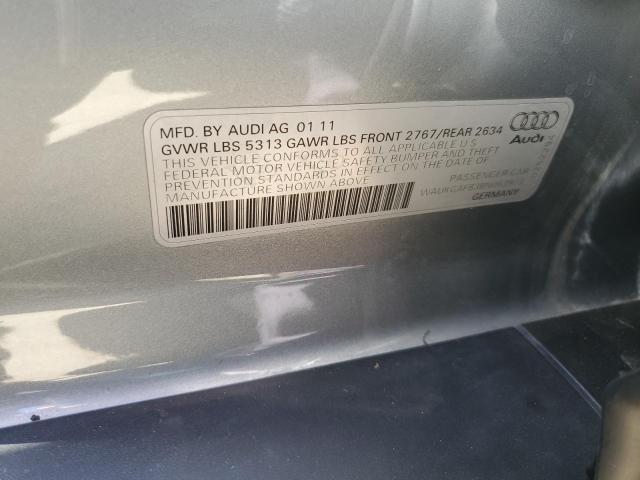 MFD. BY AUDI AG 01 11
GVWR LBS 5313 GAWR LBS FRONT 2767/REAR 2634
THIS VEHICLE CONFORMS TO ALL APPLICABLE U S
FEDERAL MOTOR VEHICLE SAFETY BUMPER AND THEFT
PREVENTION STANDARDS IN EFFECT ON THE DATE OF
MANUFACTURE SHOWN ABOVE
Audi
PASSENGER CAR
GERMANY